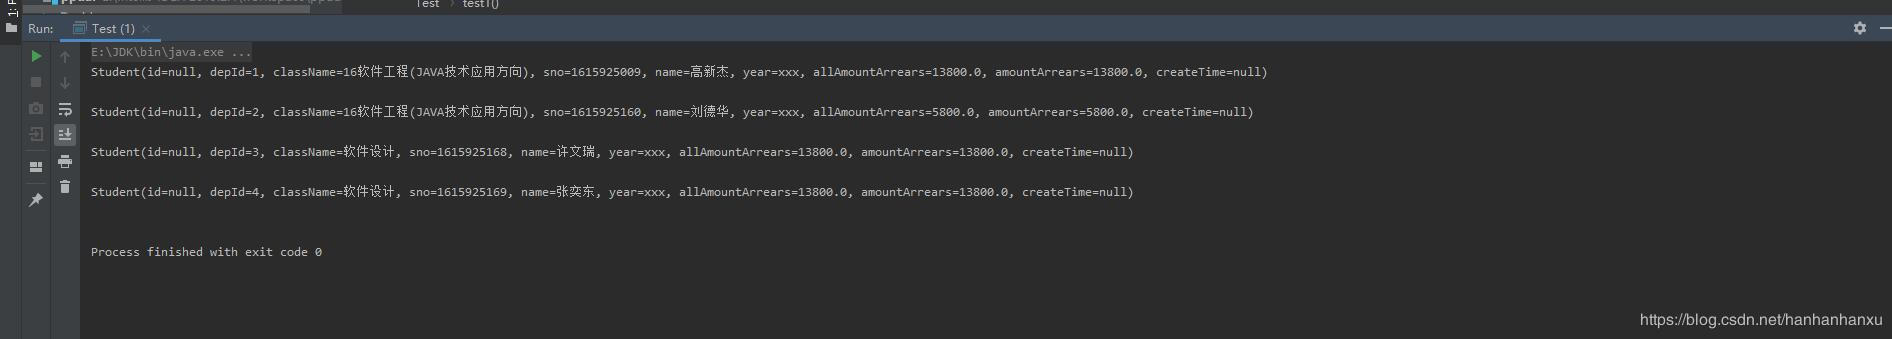 Test > test1()
Run: Test (1) ×
E:\JDK\bin\java.exe ...
Student(id=null, depId=1, className=16软件工程(JAVA技术应用方向), sno=1615925009, name=高新杰, year=xxx, allAmountArrears=13800.0, amountArrears=13800.0, createTime=null)
Student(id=null, depId=2, className=16软件工程(JAVA技术应用方向), sno=1615925160, name=刘德华, year=xxx, allAmountArrears=5800.0, amountArrears=5800.0, createTime=null)
Student(id=null, depId=3, className=软件设计, sno=1615925168, name=许文瑞, year=xxx, allAmountArrears=13800.0, amountArrears=13800.0, createTime=null)
Student(id=null, depId=4, className=软件设计, sno=1615925169, name=张奕东, year=xxx, allAmountArrears=13800.0, amountArrears=13800.0, createTime=null)
Process finished with exit code 0
https://blog.csdn.net/hanhanhanxu